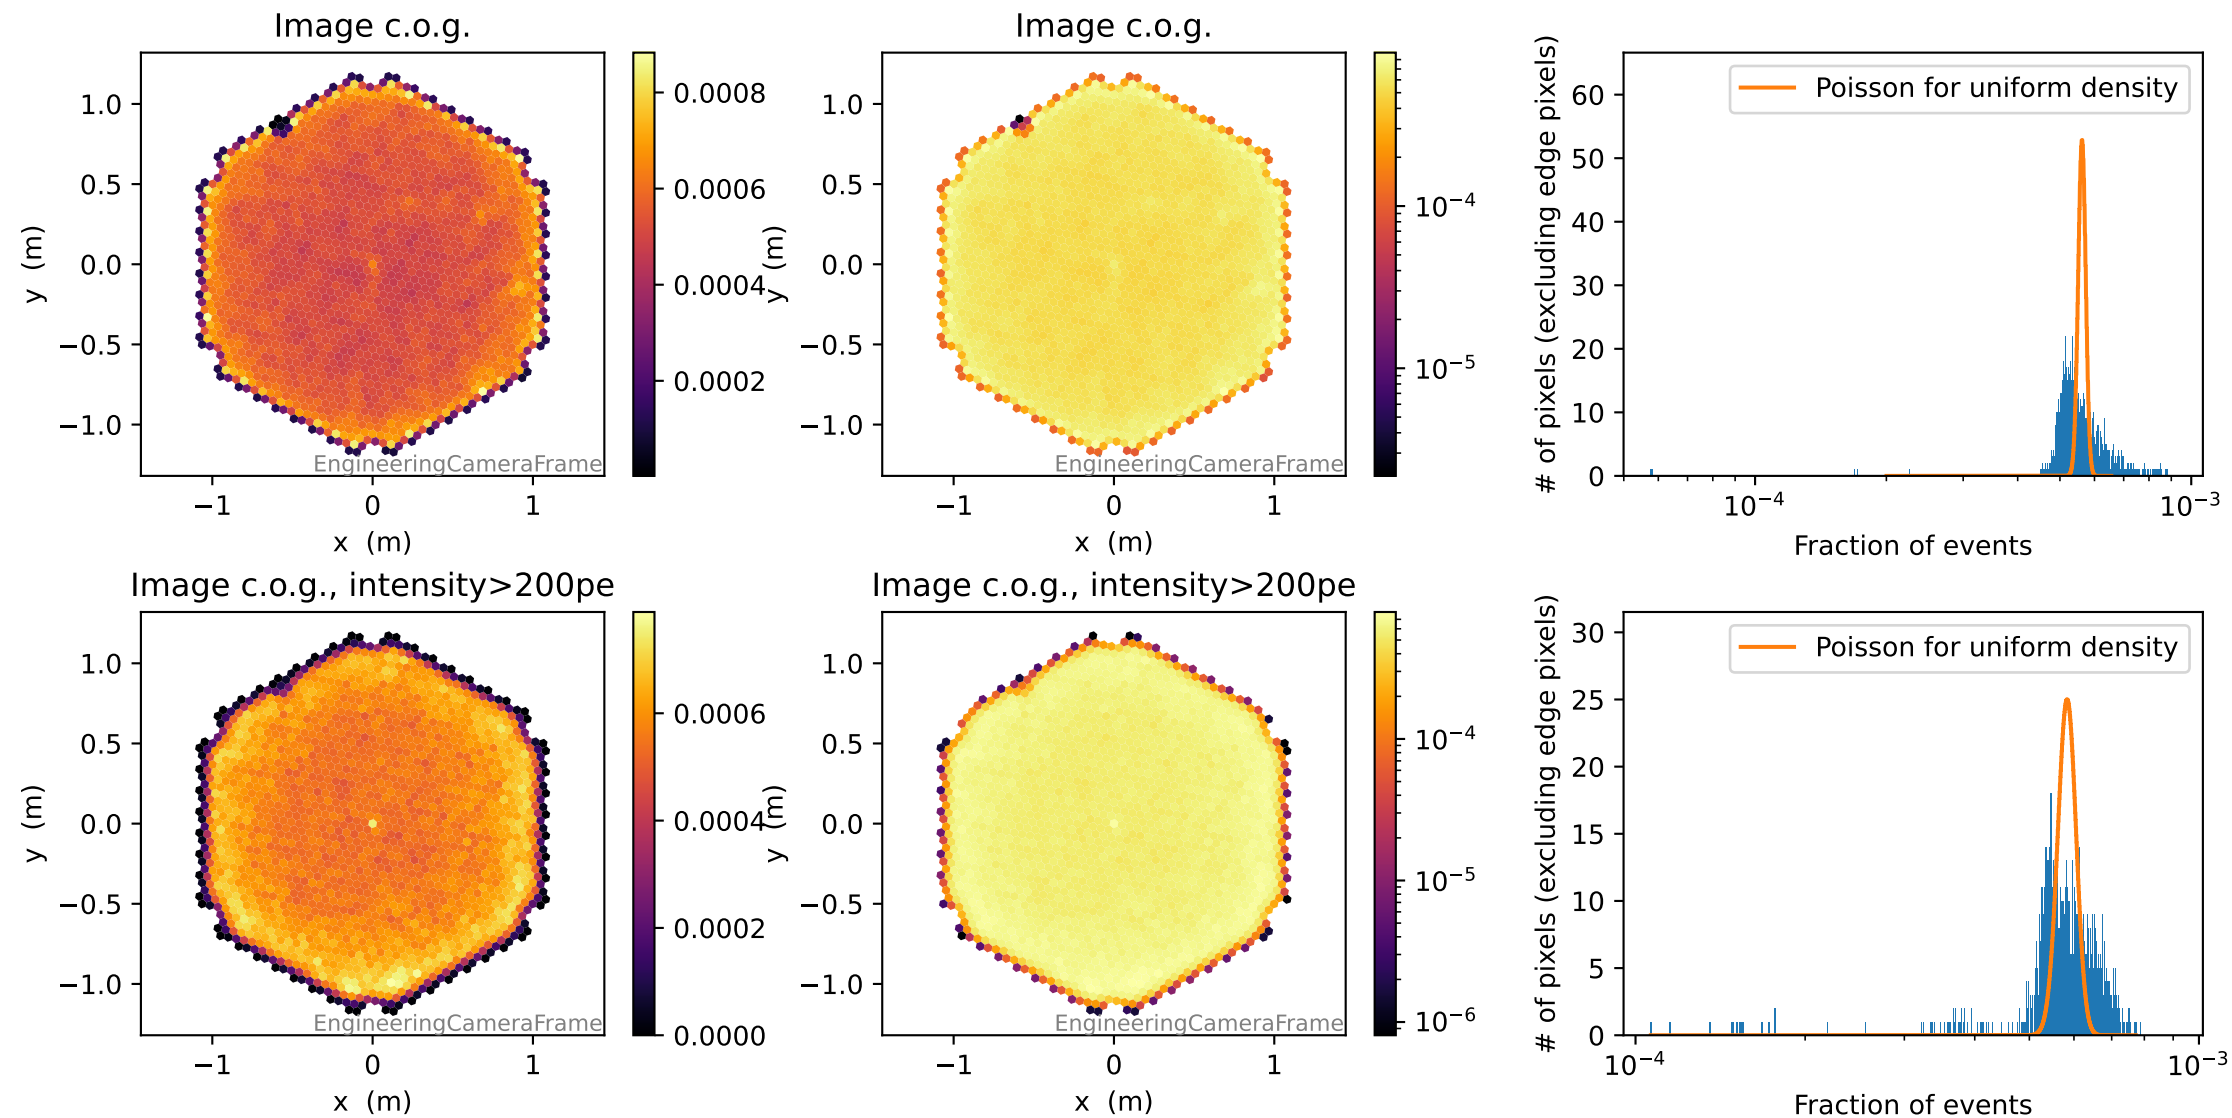 Image c.o.g.
1.0
0.5
0.0
−0.5
−1.0
y (m)
−1
0
1
x (m)
EngineeringCameraFrame
0.0008
0.0006
0.0004
0.0002
Image c.o.g.
1.0
0.5
0.0
−0.5
−1.0
y (m)
−1
0
1
x (m)
EngineeringCameraFrame
10⁻⁴
10⁻⁵
# of pixels (excluding edge pixels)
60
50
40
30
20
10
0
Poisson for uniform density
10⁻⁴
10⁻³
Fraction of events
Image c.o.g., intensity>200pe
1.0
0.5
0.0
−0.5
−1.0
y (m)
−1
0
1
x (m)
EngineeringCameraFrame
0.0006
0.0004
0.0002
0.0000
Image c.o.g., intensity>200pe
1.0
0.5
0.0
−0.5
−1.0
y (m)
−1
0
1
x (m)
EngineeringCameraFrame
10⁻⁴
10⁻⁵
10⁻⁶
# of pixels (excluding edge pixels)
30
25
20
15
10
5
0
Poisson for uniform density
10⁻⁴
10⁻³
Fraction of events